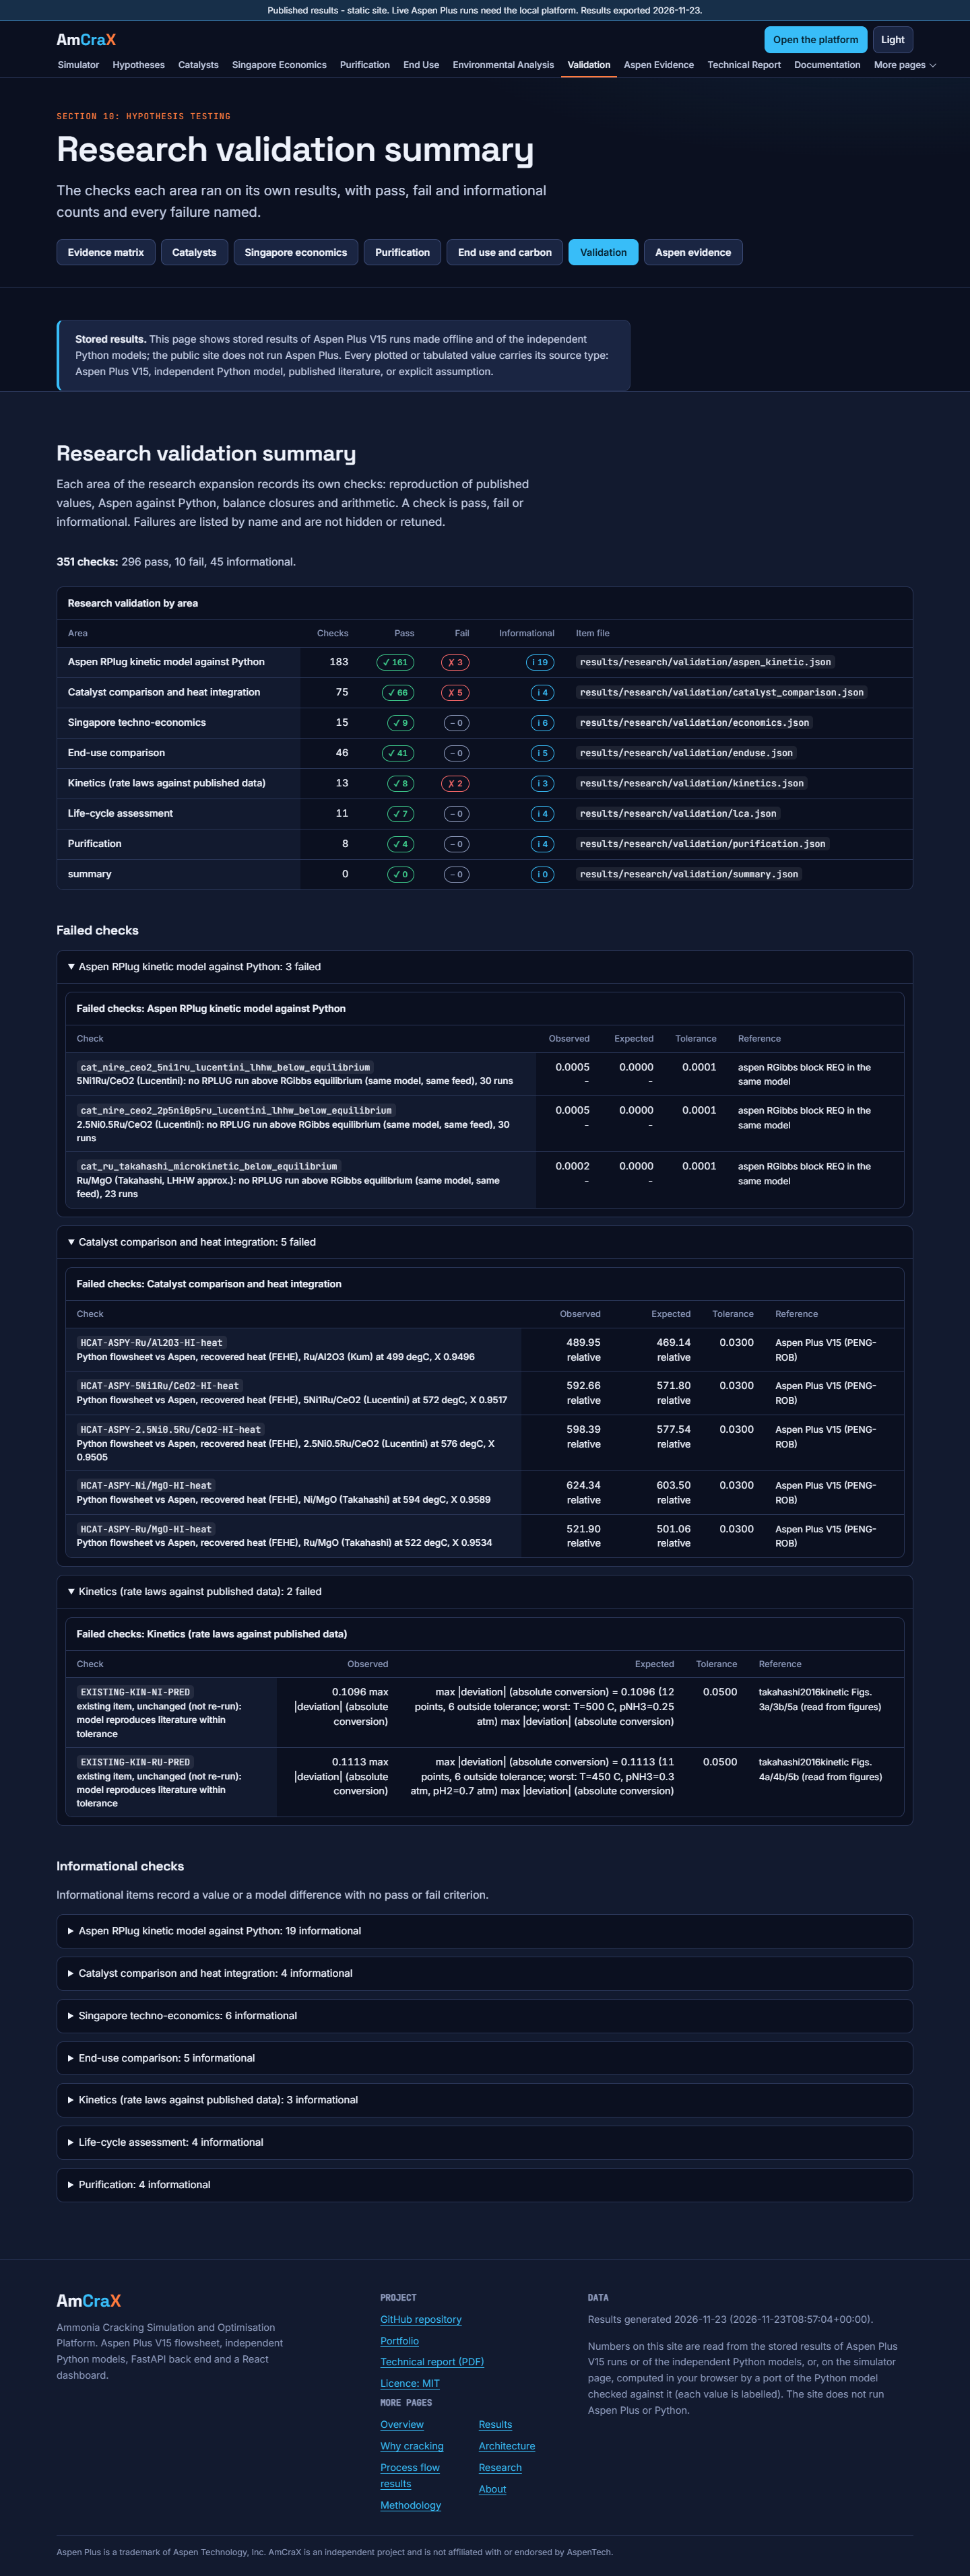 Published results - static site. Live Aspen Plus runs need the local platform. Results exported 2026-11-23.
AmCraX
Open the platform
Light
Simulator Hypotheses Catalysts Singapore Economics Purification End Use Environmental Analysis Validation Aspen Evidence Technical Report Documentation More pages
SECTION 10: HYPOTHESIS TESTING
Research validation summary
The checks each area ran on its own results, with pass, fail and informational
counts and every failure named.
Evidence matrix Catalysts Singapore economics Purification End use and carbon Validation Aspen evidence
Stored results. This page shows stored results of Aspen Plus V15 runs made offline and of the independent
Python models; the public site does not run Aspen Plus. Every plotted or tabulated value carries its source type:
Aspen Plus V15, independent Python model, published literature, or explicit assumption.
Research validation summary
Each area of the research expansion records its own checks: reproduction of published
values, Aspen against Python, balance closures and arithmetic. A check is pass, fail or
informational. Failures are listed by name and are not hidden or retuned.
351 checks: 296 pass, 10 fail, 45 informational.
Research validation by area
Area Checks Pass Fail Informational Item file
Aspen RPlug kinetic model against Python 183 ✓ 161 ✗ 3 i 19 results/research/validation/aspen_kinetic.json
Catalyst comparison and heat integration 75 ✓ 66 ✗ 5 i 4 results/research/validation/catalyst_comparison.json
Singapore techno-economics 15 ✓ 9 – 0 i 6 results/research/validation/economics.json
End-use comparison 46 ✓ 41 – 0 i 5 results/research/validation/enduse.json
Kinetics (rate laws against published data) 13 ✓ 8 ✗ 2 i 3 results/research/validation/kinetics.json
Life-cycle assessment 11 ✓ 7 – 0 i 4 results/research/validation/lca.json
Purification 8 ✓ 4 – 0 i 4 results/research/validation/purification.json
summary 0 ✓ 0 – 0 i 0 results/research/validation/summary.json
Failed checks
▼ Aspen RPlug kinetic model against Python: 3 failed
Failed checks: Aspen RPlug kinetic model against Python
Check Observed Expected Tolerance Reference
cat_nire_ceo2_5ni1ru_lucentini_lhhw_below_equilibrium 0.0005 0.0000 0.0001 aspen RGibbs block REQ in the
5Ni1Ru/CeO2 (Lucentini): no RPLUG run above RGibbs equilibrium (same model, same feed), 30 runs - - same model
cat_nire_ceo2_2p5ni0p5ru_lucentini_lhhw_below_equilibrium 0.0005 0.0000 0.0001 aspen RGibbs block REQ in the
2.5Ni0.5Ru/CeO2 (Lucentini): no RPLUG run above RGibbs equilibrium (same model, same feed), 30 - - same model
runs
cat_ru_takahashi_microkinetic_below_equilibrium 0.0002 0.0000 0.0001 aspen RGibbs block REQ in the
Ru/MgO (Takahashi, LHHW approx.): no RPLUG run above RGibbs equilibrium (same model, same - - same model
feed), 23 runs
▼ Catalyst comparison and heat integration: 5 failed
Failed checks: Catalyst comparison and heat integration
Check Observed Expected Tolerance Reference
HCAT-ASPY-Ru/Al2O3-HI-heat 489.95 469.14 0.0300 Aspen Plus V15 (PENG-
Python flowsheet vs Aspen, recovered heat (FEHE), Ru/Al2O3 (Kum) at 499 degC, X 0.9496 relative relative ROB)
HCAT-ASPY-5Ni1Ru/CeO2-HI-heat 592.66 571.80 0.0300 Aspen Plus V15 (PENG-
Python flowsheet vs Aspen, recovered heat (FEHE), 5Ni1Ru/CeO2 (Lucentini) at 572 degC, X 0.9517 relative relative ROB)
HCAT-ASPY-2.5Ni0.5Ru/CeO2-HI-heat 598.39 577.54 0.0300 Aspen Plus V15 (PENG-
Python flowsheet vs Aspen, recovered heat (FEHE), 2.5Ni0.5Ru/CeO2 (Lucentini) at 576 degC, X relative relative ROB)
0.9505
HCAT-ASPY-Ni/MgO-HI-heat 624.34 603.50 0.0300 Aspen Plus V15 (PENG-
Python flowsheet vs Aspen, recovered heat (FEHE), Ni/MgO (Takahashi) at 594 degC, X 0.9589 relative relative ROB)
HCAT-ASPY-Ru/MgO-HI-heat 521.90 501.06 0.0300 Aspen Plus V15 (PENG-
Python flowsheet vs Aspen, recovered heat (FEHE), Ru/MgO (Takahashi) at 522 degC, X 0.9534 relative relative ROB)
▼ Kinetics (rate laws against published data): 2 failed
Failed checks: Kinetics (rate laws against published data)
Check Observed Expected Tolerance Reference
EXISTING-KIN-NI-PRED 0.1096 max max |deviation| (absolute conversion) = 0.1096 (12 0.0500 takahashi2016kinetic Figs.
existing item, unchanged (not re-run): |deviation| (absolute points, 6 outside tolerance; worst: T=500 C, pNH3=0.25 3a/3b/5a (read from figures)
model reproduces literature within conversion) atm) max |deviation| (absolute conversion)
tolerance
EXISTING-KIN-RU-PRED 0.1113 max max |deviation| (absolute conversion) = 0.1113 (11 0.0500 takahashi2016kinetic Figs.
existing item, unchanged (not re-run): |deviation| (absolute points, 6 outside tolerance; worst: T=450 C, pNH3=0.3 4a/4b/5b (read from figures)
model reproduces literature within conversion) atm, pH2=0.7 atm) max |deviation| (absolute conversion)
tolerance
Informational checks
Informational items record a value or a model difference with no pass or fail criterion.
▶ Aspen RPlug kinetic model against Python: 19 informational
▶ Catalyst comparison and heat integration: 4 informational
▶ Singapore techno-economics: 6 informational
▶ End-use comparison: 5 informational
▶ Kinetics (rate laws against published data): 3 informational
▶ Life-cycle assessment: 4 informational
▶ Purification: 4 informational
AmCraX
Ammonia Cracking Simulation and Optimisation
Platform. Aspen Plus V15 flowsheet, independent
Python models, FastAPI back end and a React
dashboard.
PROJECT
GitHub repository
Portfolio
Technical report (PDF)
Licence: MIT
MORE PAGES
Overview Results
Why cracking Architecture
Process flow Research
results About
Methodology
DATA
Results generated 2026-11-23 (2026-11-23T08:57:04+00:00).
Numbers on this site are read from the stored results of Aspen Plus
V15 runs or of the independent Python models, or, on the simulator
page, computed in your browser by a port of the Python model
checked against it (each value is labelled). The site does not run
Aspen Plus or Python.
Aspen Plus is a trademark of Aspen Technology, Inc. AmCraX is an independent project and is not affiliated with or endorsed by AspenTech.